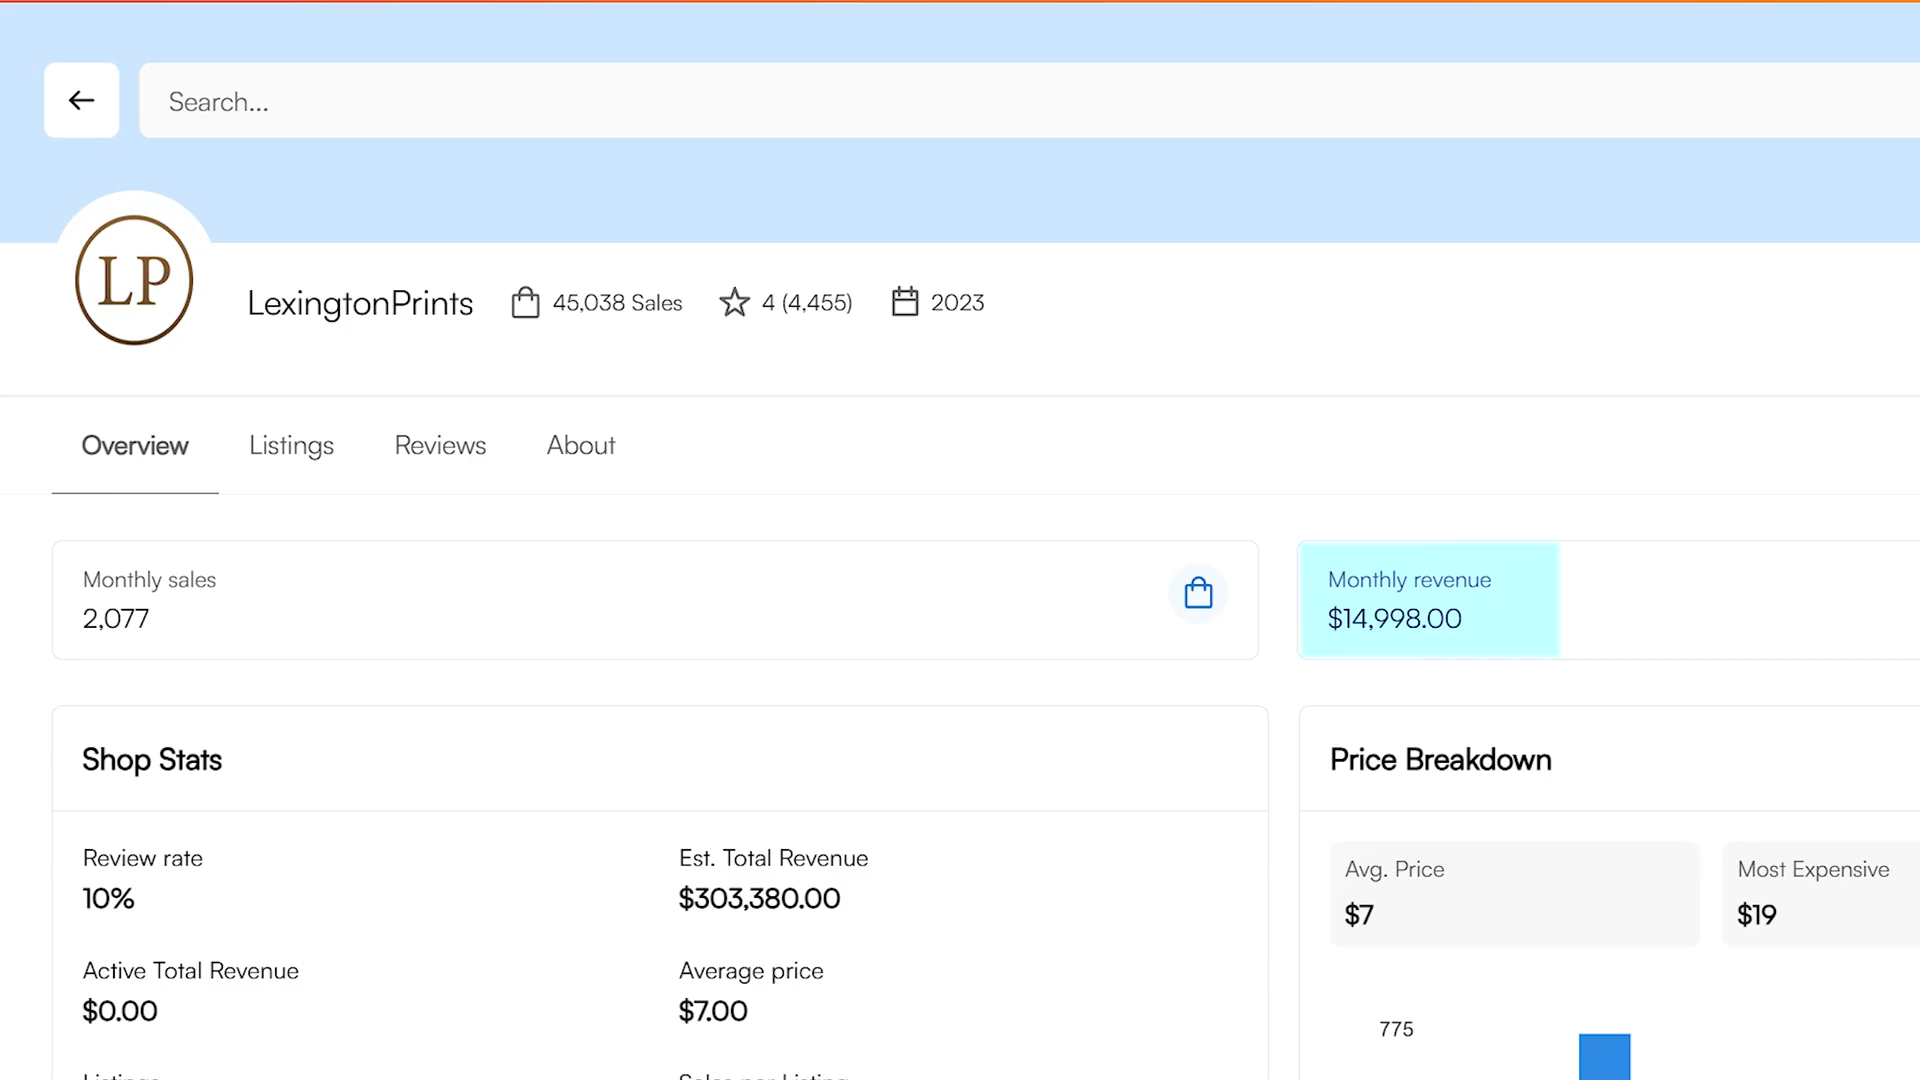 Search...
LP
LexingtonPrints
45,038 Sales
4 (4,455)
2023
Overview
Listings
Reviews
About
Monthly sales
2,077
Monthly revenue
$14,998.00
Shop Stats
Review rate
10%
Est. Total Revenue
$303,380.00
Active Total Revenue
$0.00
Average price
$7.00
Price Breakdown
Avg. Price
$7
Most Expensive
$19
775